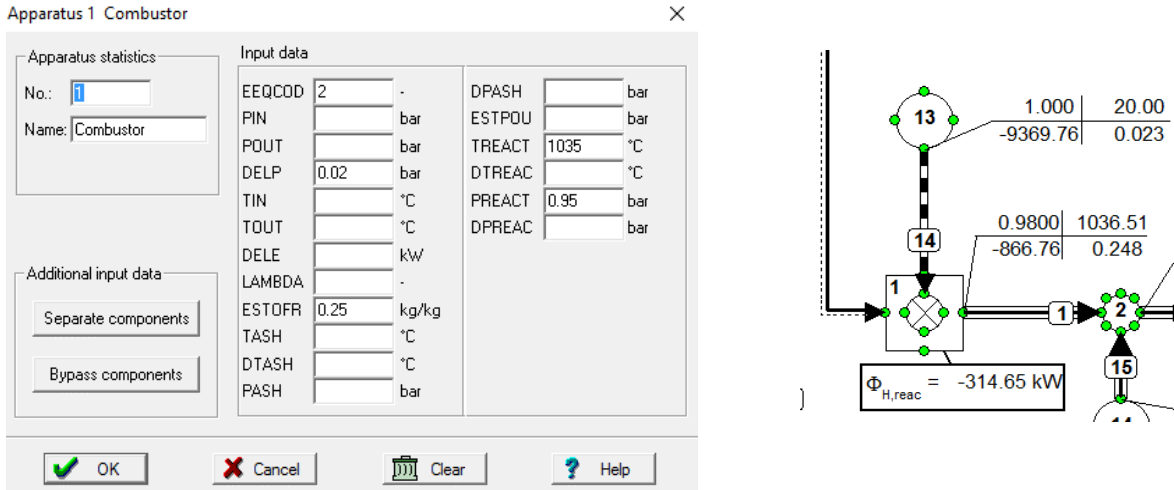 Apparatus 1 Combustor
Apparatus statistics
No.: 1
Name: Combustor
Additional input data
Separate components
Bypass components
Input data
EEQCOD 2 -
PIN bar
POUT bar
DELP 0.02 bar
TIN °C
TOUT °C
DELE kW
LAMBDA -
ESTOFR 0.25 kg/kg
TASH °C
DTASH °C
PASH bar
DPASH bar
ESTPOU bar
TREACT 1035 °C
DTREAC °C
PREACT 0.95 bar
DPREAC bar
OK
Cancel
Clear
Help
13
1.000 20.00
-9369.76 0.023
14
0.9800 1036.51
-866.76 0.248
1
1
2
15
ΦH,reac = -314.65 kW
)